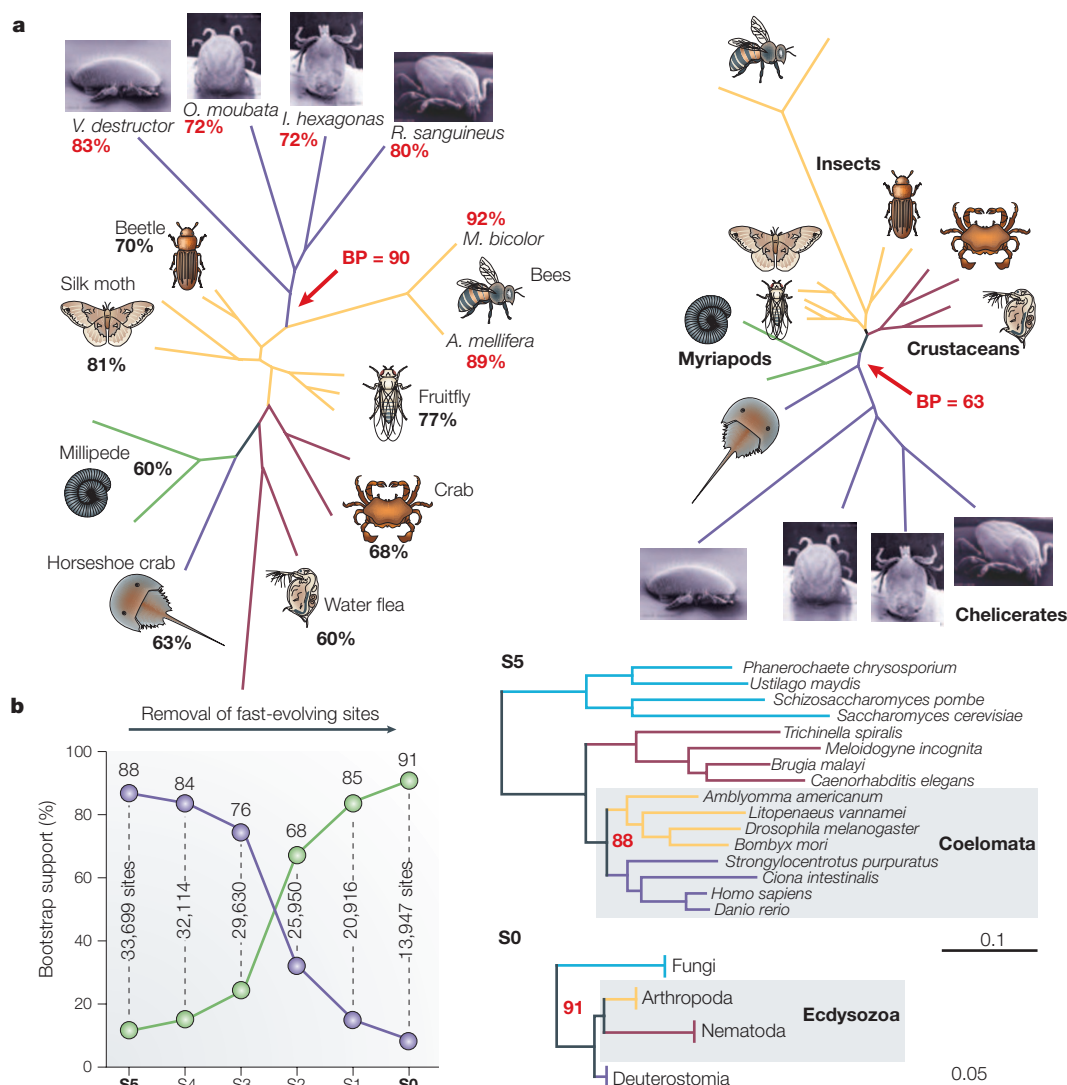 a
V. destructor
83%
O. moubata
72%
I. hexagonas
72%
R. sanguineus
80%
Beetle
70%
BP = 90
92%
M. bicolor
Bees
A. mellifera
89%
Silk moth
81%
Fruitfly
77%
Millipede
60%
Crab
68%
Horseshoe crab
63%
Water flea
60%
Insects
Myriapods
Crustaceans
BP = 63
Chelicerates
b
Removal of fast-evolving sites
Bootstrap support (%)
100
80
60
40
20
0
88
84
76
68
85
91
33,699 sites
32,114
29,630
25,950
20,916
13,947 sites
S5
S4
S3
S2
S1
S0
S5
Phanerochaete chrysosporium
Ustilago maydis
Schizosaccharomyces pombe
Saccharomyces cerevisiae
Trichinella spiralis
Meloidogyne incognita
Brugia malayi
Caenorhabditis elegans
Amblyomma americanum
Litopenaeus vannamei
Drosophila melanogaster
Bombyx mori
88
Coelomata
Strongylocentrotus purpuratus
Ciona intestinalis
Homo sapiens
Danio rerio
S0
0.1
Fungi
91
Arthropoda
Ecdysozoa
Nematoda
Deuterostomia
0.05